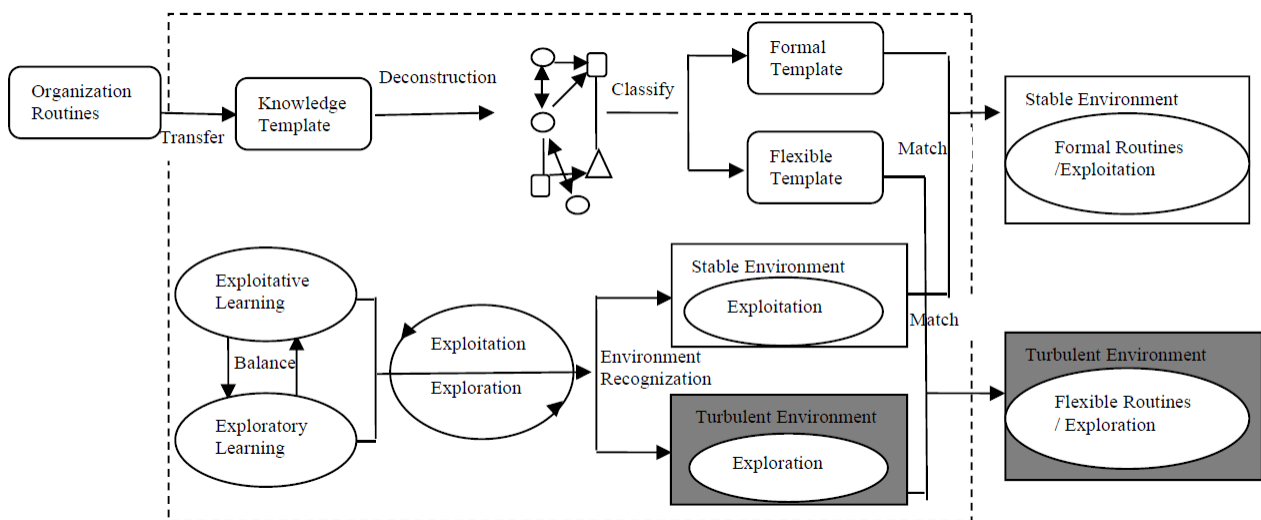 Organization
Routines
Transfer
Knowledge
Template
Deconstruction
Classify
Formal
Template
Flexible
Template
Match
Stable Environment
Formal Routines
/Exploitation
Exploitative
Learning
Balance
Exploratory
Learning
Exploitation
Exploration
Environment
Recognization
Stable Environment
Exploitation
Match
Turbulent Environment
Exploration
Turbulent Environment
Flexible Routines
/ Exploration